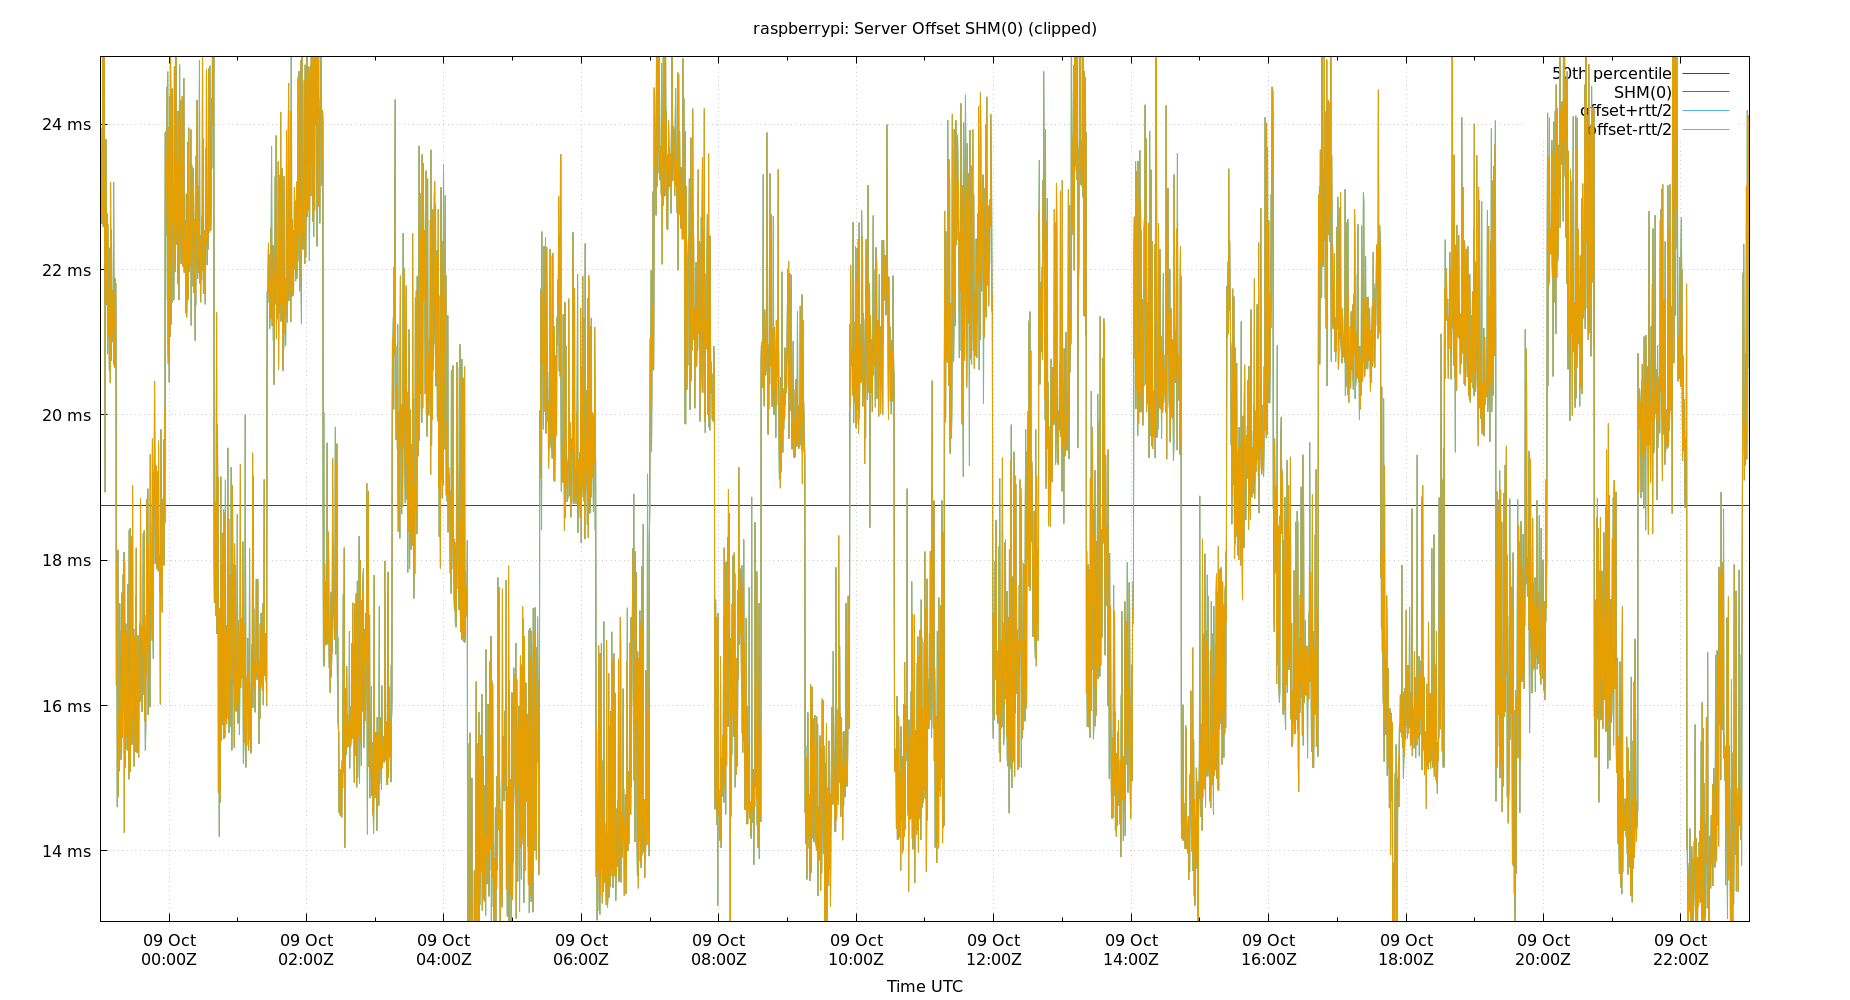 raspberrypi: Server Offset SHM(0) (clipped)
50th percentile
SHM(0)
offset+rtt/2
offset-rtt/2
24 ms
22 ms
20 ms
18 ms
16 ms
14 ms
09 Oct 09 Oct 09 Oct 09 Oct 09 Oct 09 Oct 09 Oct 09 Oct 09 Oct 09 Oct 09 Oct 09 Oct
00:00Z 02:00Z 04:00Z 06:00Z 08:00Z 10:00Z 12:00Z 14:00Z 16:00Z 18:00Z 20:00Z 22:00Z
Time UTC